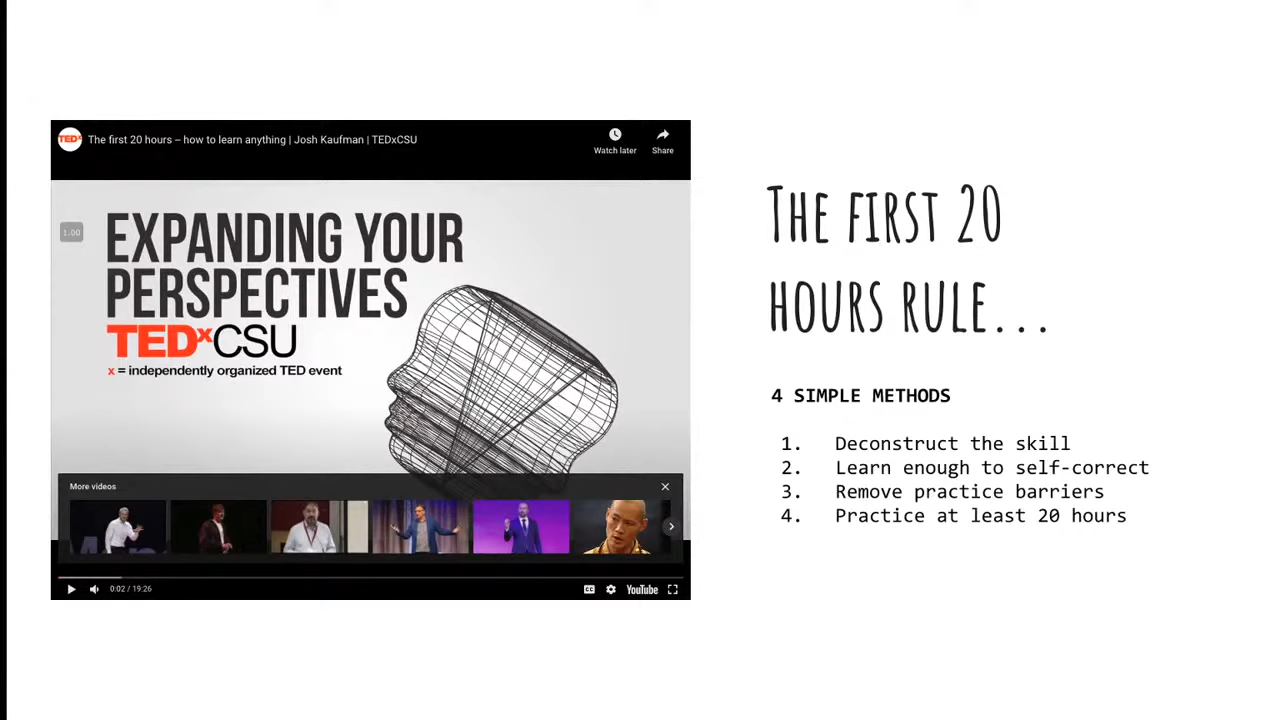 TEDx
The first 20 hours – how to learn anything | Josh Kaufman | TEDxCSU
Watch later
Share
1.00
EXPANDING YOUR
PERSPECTIVES
TEDxCSU
x = independently organized TED event
More videos
0:02 / 19:26
CC
YouTube
THE FIRST 20
HOURS RULE...
4 SIMPLE METHODS
1. Deconstruct the skill
2. Learn enough to self-correct
3. Remove practice barriers
4. Practice at least 20 hours